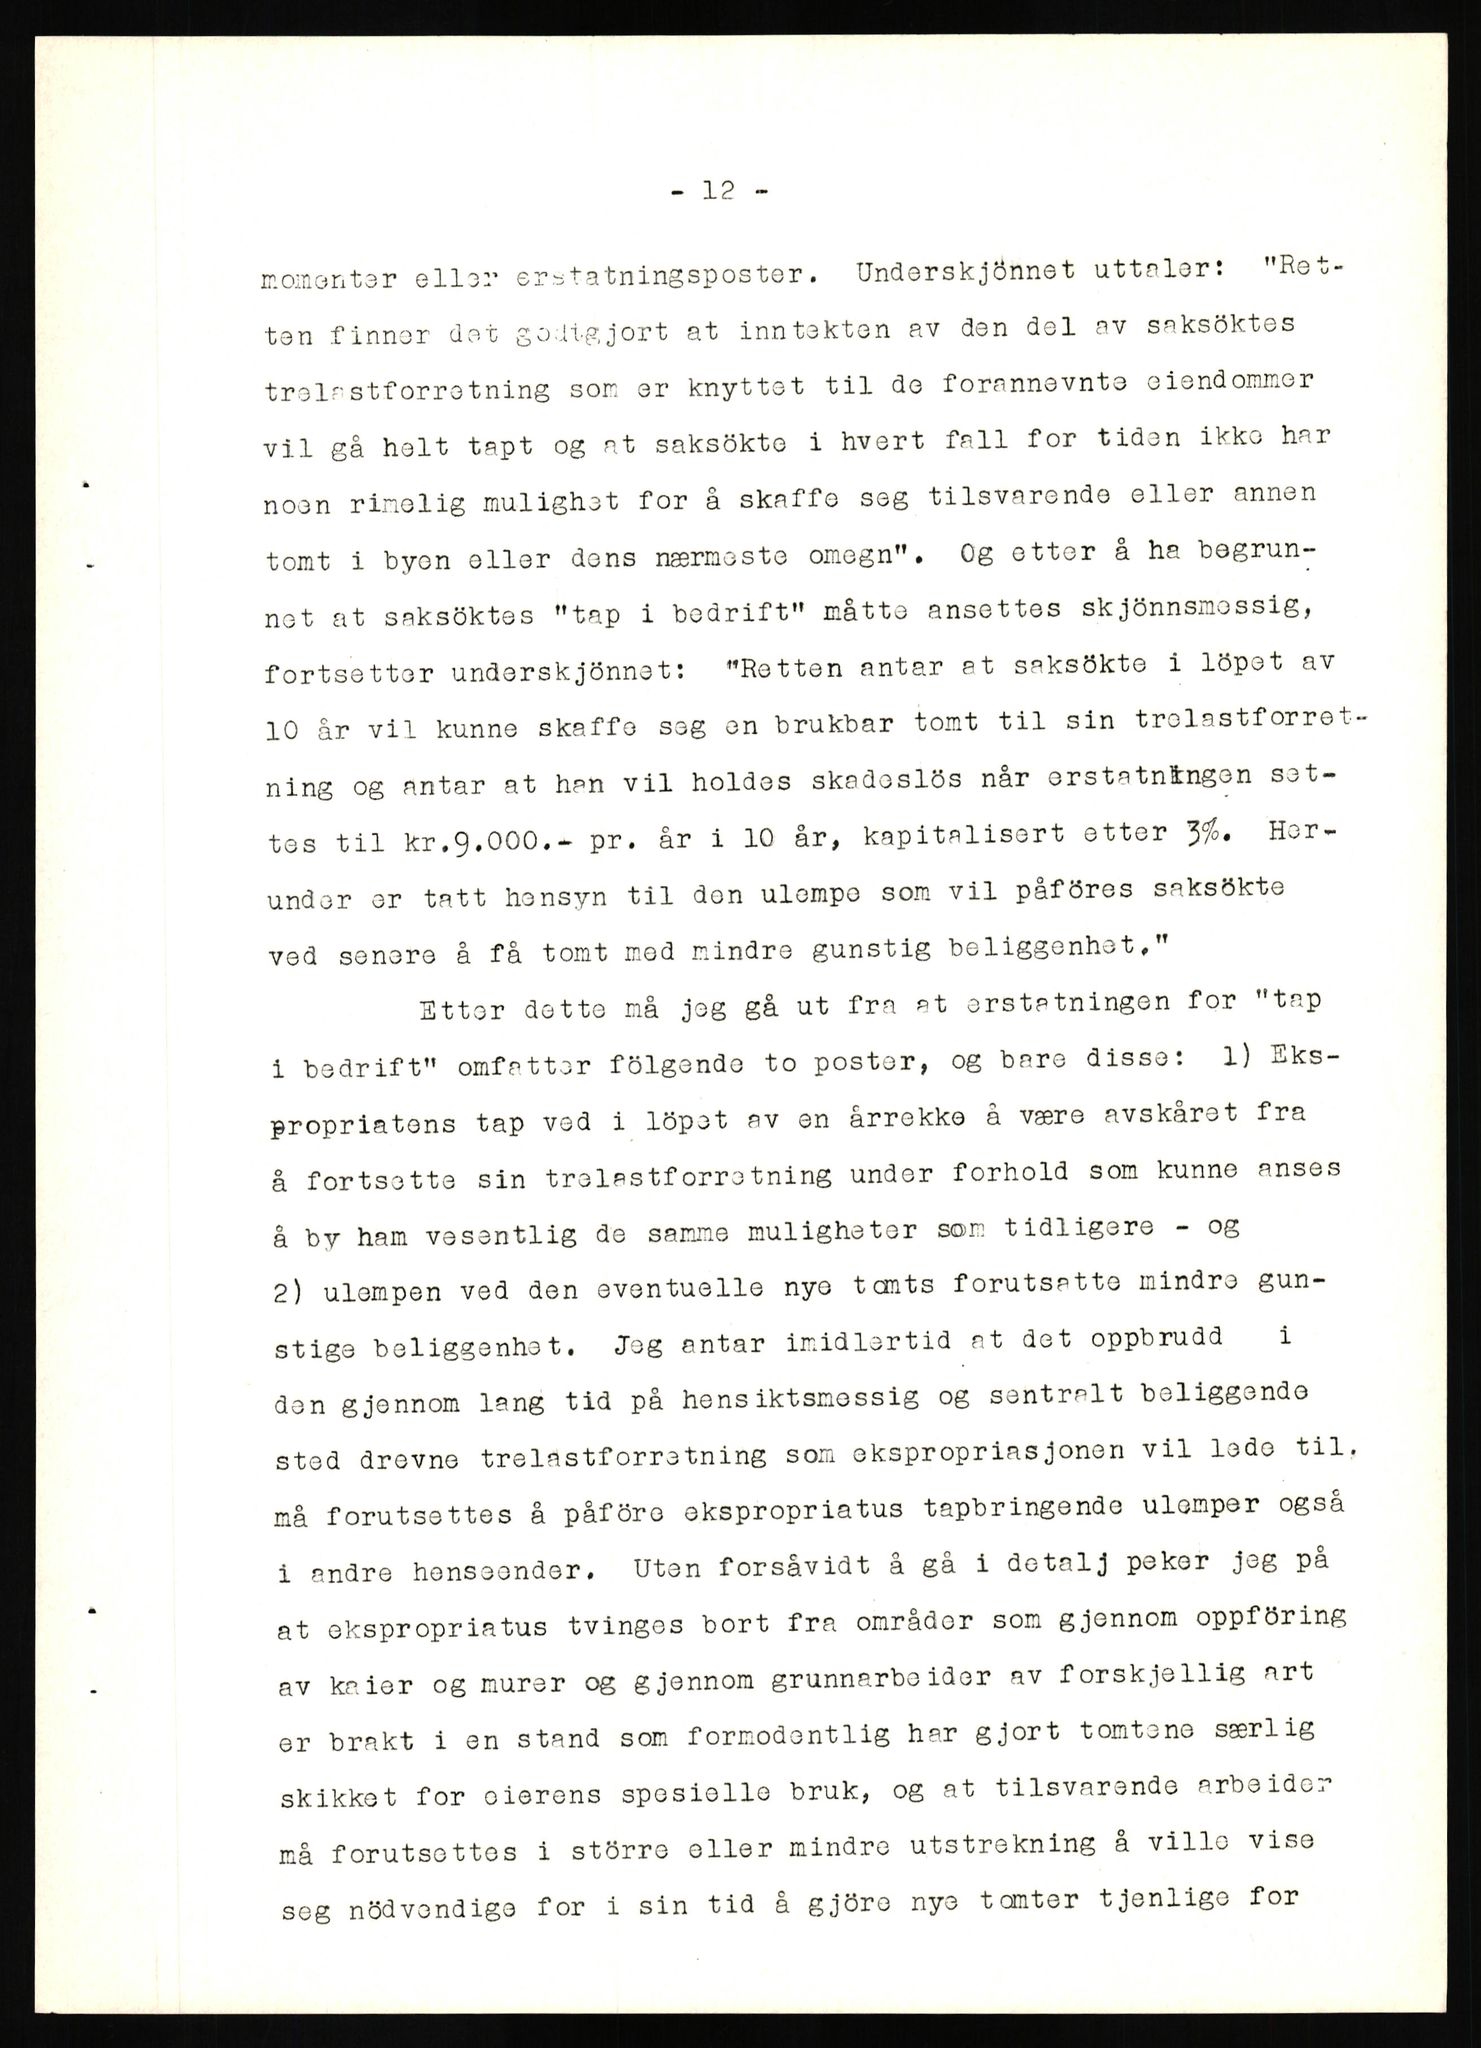 - 12 -
momenter eller erstatningsposter. Underskjönnet uttaler: "Ret-
ten finner det godtgjort at inntekten av den del av saksöktes
trelastforretning som er knyttet til de forannevnte eiendommer
vil gå helt tapt og at saksökte i hvert fall for tiden ikke har
noen rimelig mulighet for å skaffe seg tilsvarende eller annen
tomt i byen eller dens nærmeste omegn". Og etter å ha begrun-
net at saksöktes "tap i bedrift" måtte ansettes skjönnsmessig,
fortsetter underskjönnet: "Retten antar at saksökte i löpet av
10 år vil kunne skaffe seg en brukbar tomt til sin trelastforret-
ning og antar at han vil holdes skadeslös når erstatningen set-
tes til kr.9.000.- pr. år i 10 år, kapitalisert etter 3%. Her-
under er tatt hensyn til den ulempe som vil påföres saksökte
ved senere å få tomt med mindre gunstig beliggenhet."
Etter dette må jeg gå ut fra at erstatningen for "tap
i bedrift" omfatter fölgende to poster, og bare disse: 1) Eks-
propriatens tap ved i löpet av en årrekke å være avskåret fra
å fortsette sin trelastforretning under forhold som kunne anses
å by ham vesentlig de samme muligheter som tidligere - og
2) ulempen ved den eventuelle nye tomts forutsatte mindre gun-
stige beliggenhet. Jeg antar imidlertid at det oppbrudd i
den gjennom lang tid på hensiktsmessig og sentralt beliggende
sted drevne trelastforretning som ekspropriasjonen vil lede til.
må forutsettes å påföre ekspropriatus tapbringende ulemper også
i andre henseender. Uten forsåvidt å gå i detalj peker jeg på
at ekspropriatus tvinges bort fra områder som gjennom oppföring
av kaier og murer og gjennom grunnarbeider av forskjellig art
er brakt i en stand som formodentlig har gjort tomtene særlig
skikket for eierens spesielle bruk, og at tilsvarende arbeider
må forutsettes i större eller mindre utstrekning å ville vise
seg nödvendige for i sin tid å gjöre nye tomter tjenlige for